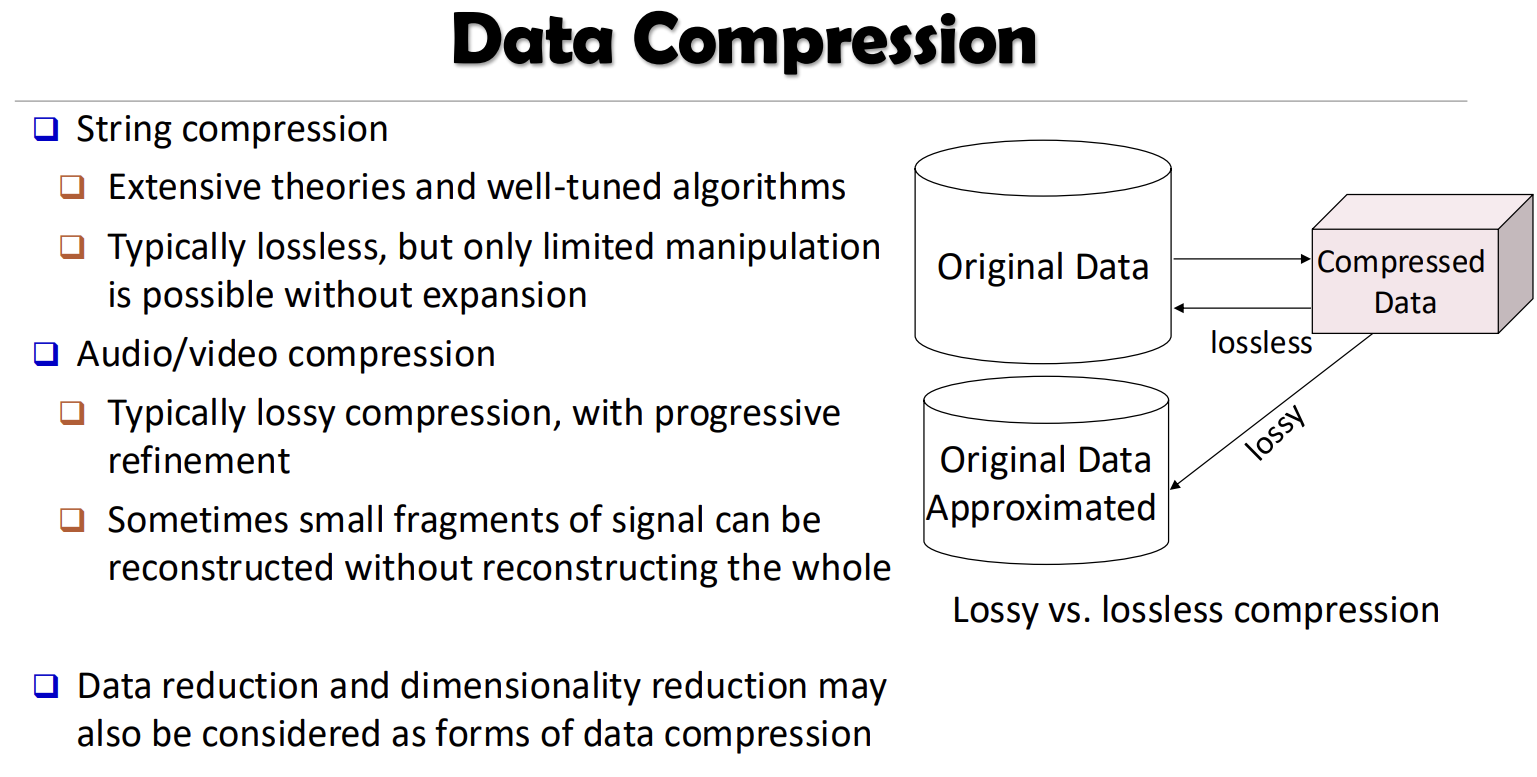 Data Compression
String compression
Extensive theories and well-tuned algorithms
Typically lossless, but only limited manipulation
is possible without expansion
Audio/video compression
Typically lossy compression, with progressive
refinement
Sometimes small fragments of signal can be
reconstructed without reconstructing the whole
Data reduction and dimensionality reduction may
also be considered as forms of data compression
Original Data
Compressed
Data
lossless
lossy
Original Data
Approximated
Lossy vs. lossless compression